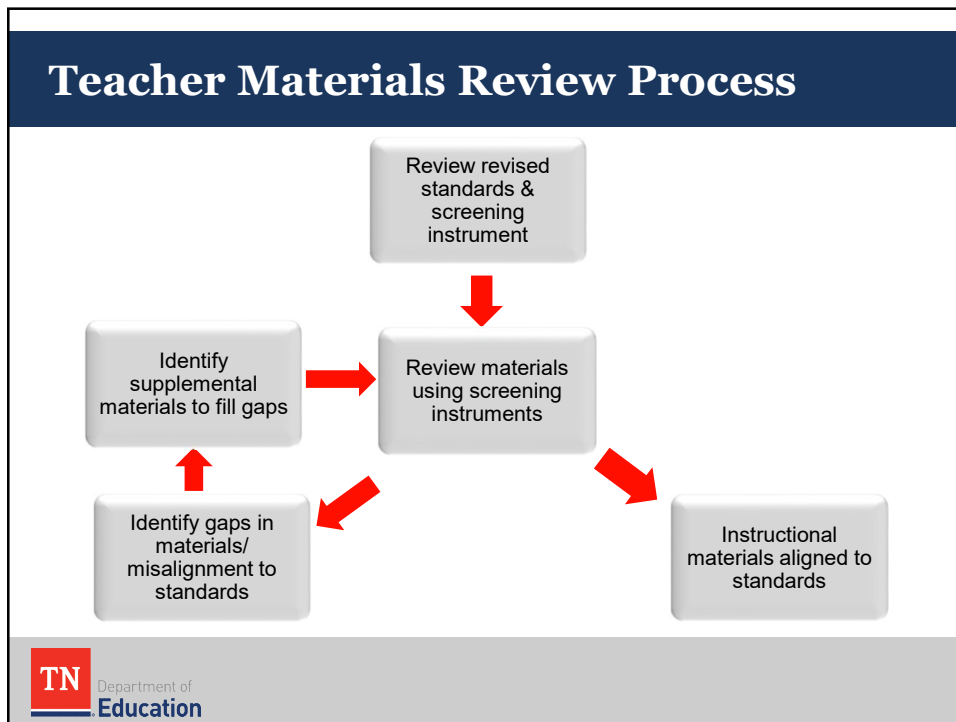 Teacher Materials Review Process
Review revised
standards &
screening
instrument
Identify
supplemental
materials to fill gaps
Review materials
using screening
instruments
Identify gaps in
materials/
misalignment to
standards
Instructional
materials aligned to
standards
TN
Department of
Education